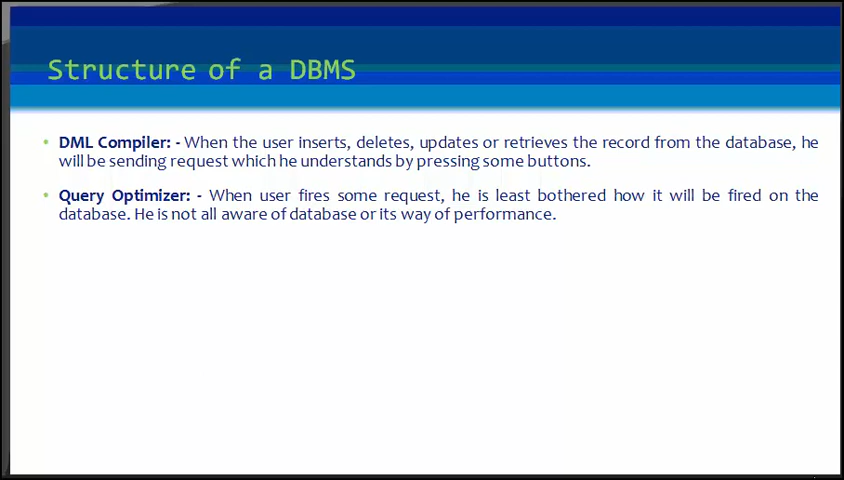 Structure of a DBMS
• DML Compiler: - When the user inserts, deletes, updates or retrieves the record from the database, he
will be sending request which he understands by pressing some buttons.
• Query Optimizer: - When user fires some request, he is least bothered how it will be fired on the
database. He is not all aware of database or its way of performance.